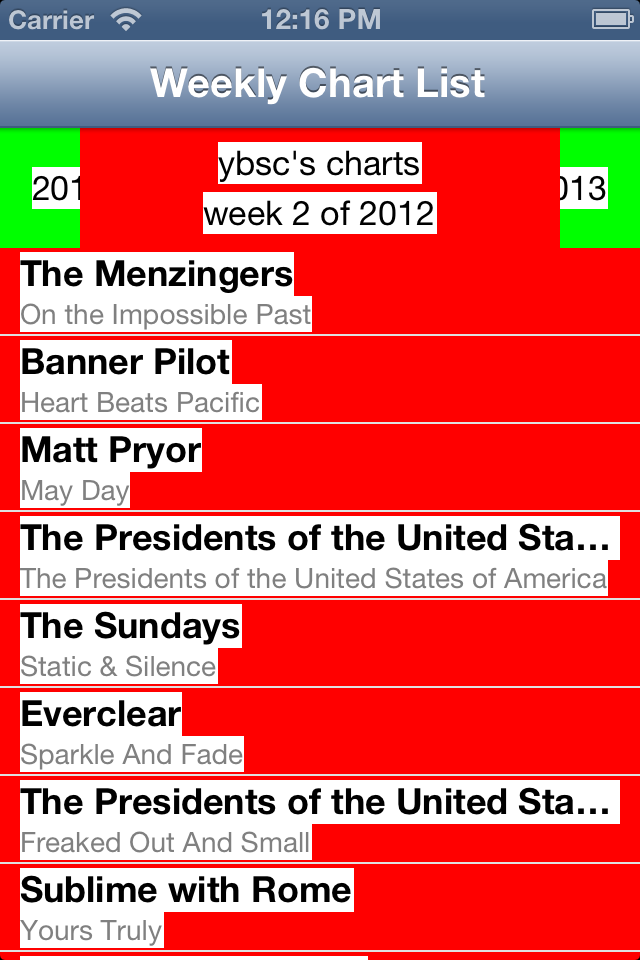 Carrier 12:16 PM
Weekly Chart List
ybsc's charts
201 week 2 of 2012 013
The Menzingers
On the Impossible Past
Banner Pilot
Heart Beats Pacific
Matt Pryor
May Day
The Presidents of the United Sta...
The Presidents of the United States of America
The Sundays
Static & Silence
Everclear
Sparkle And Fade
The Presidents of the United Sta...
Freaked Out And Small
Sublime with Rome
Yours Truly